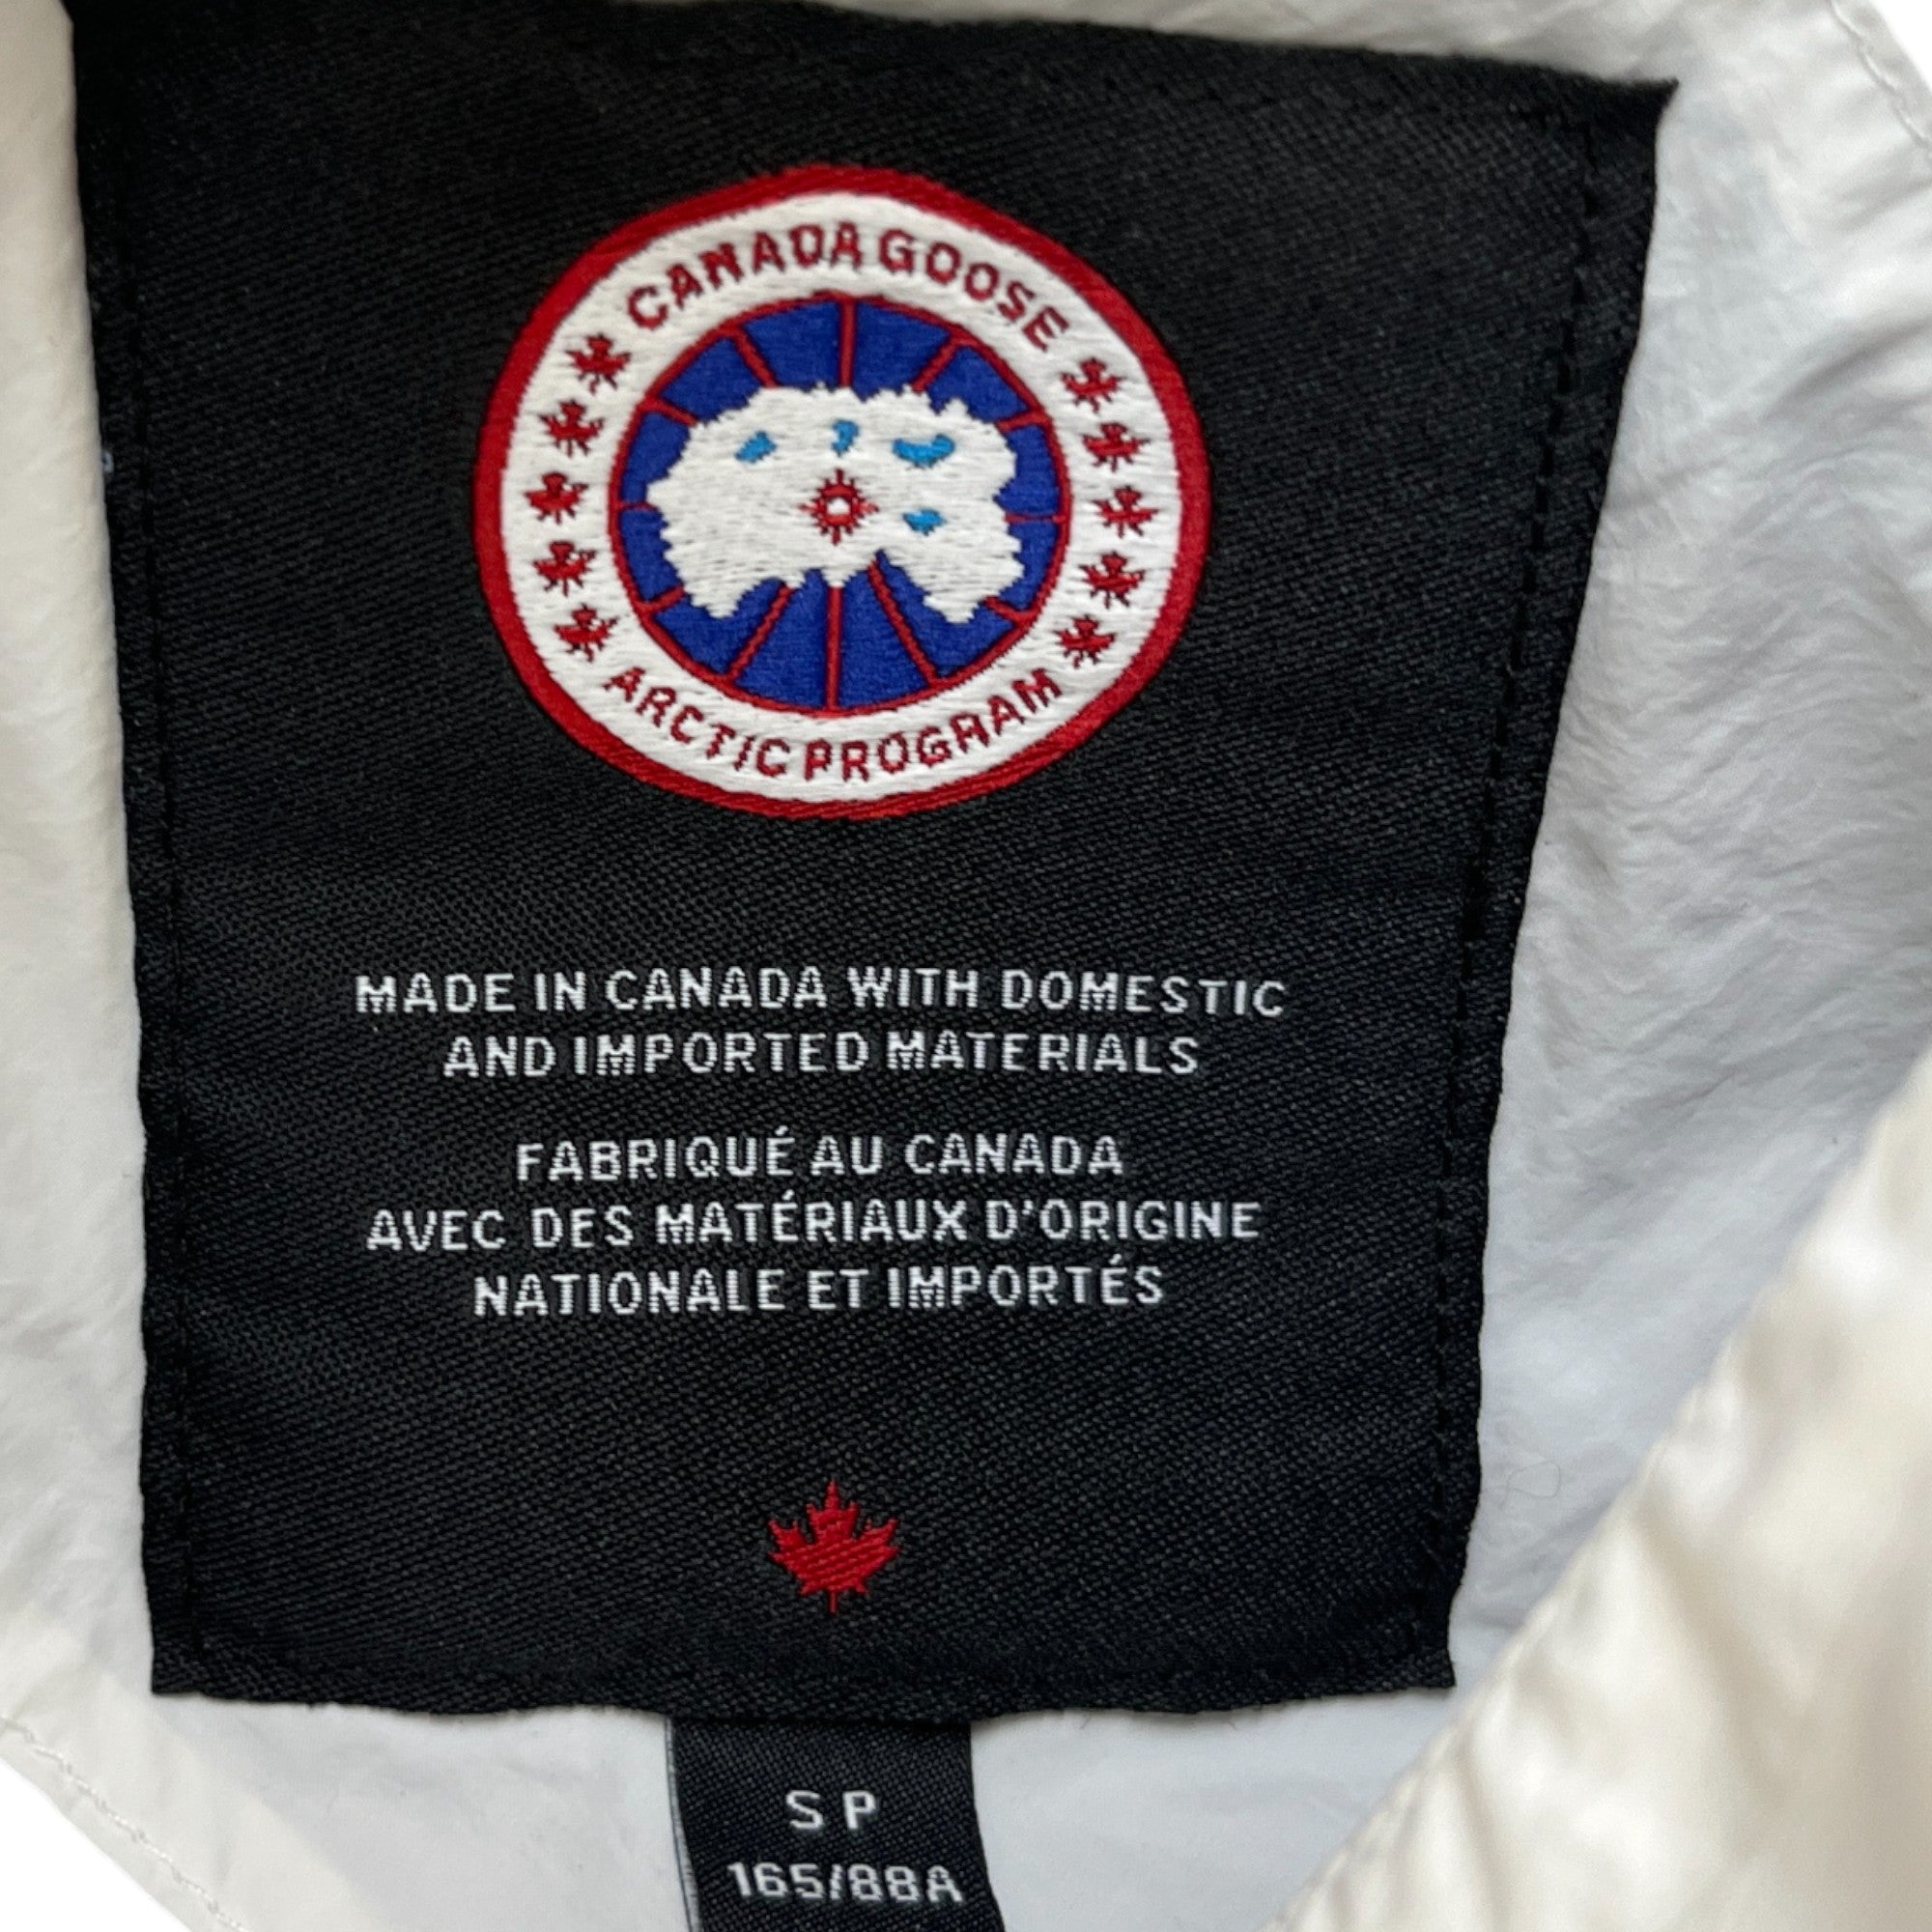 CANADA GOOSE
ARCTIC PROGRAM
MADE IN CANADA WITH DOMESTIC
AND IMPORTED MATERIALS
FABRIQUÉ AU CANADA
AVEC DES MATÉRIAUX D'ORIGINE
NATIONALE ET IMPORTÉS
S P
165/88A